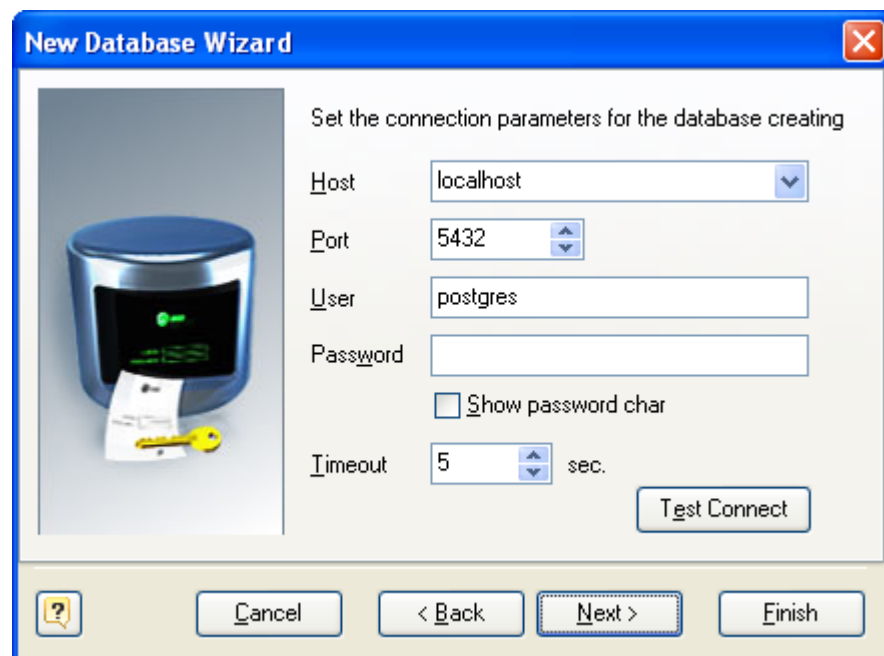 New Database Wizard
Set the connection parameters for the database creating
Host localhost
Port 5432
User postgres
Password
Show password char
Timeout 5 sec.
Test Connect
? Cancel < Back Next > Finish